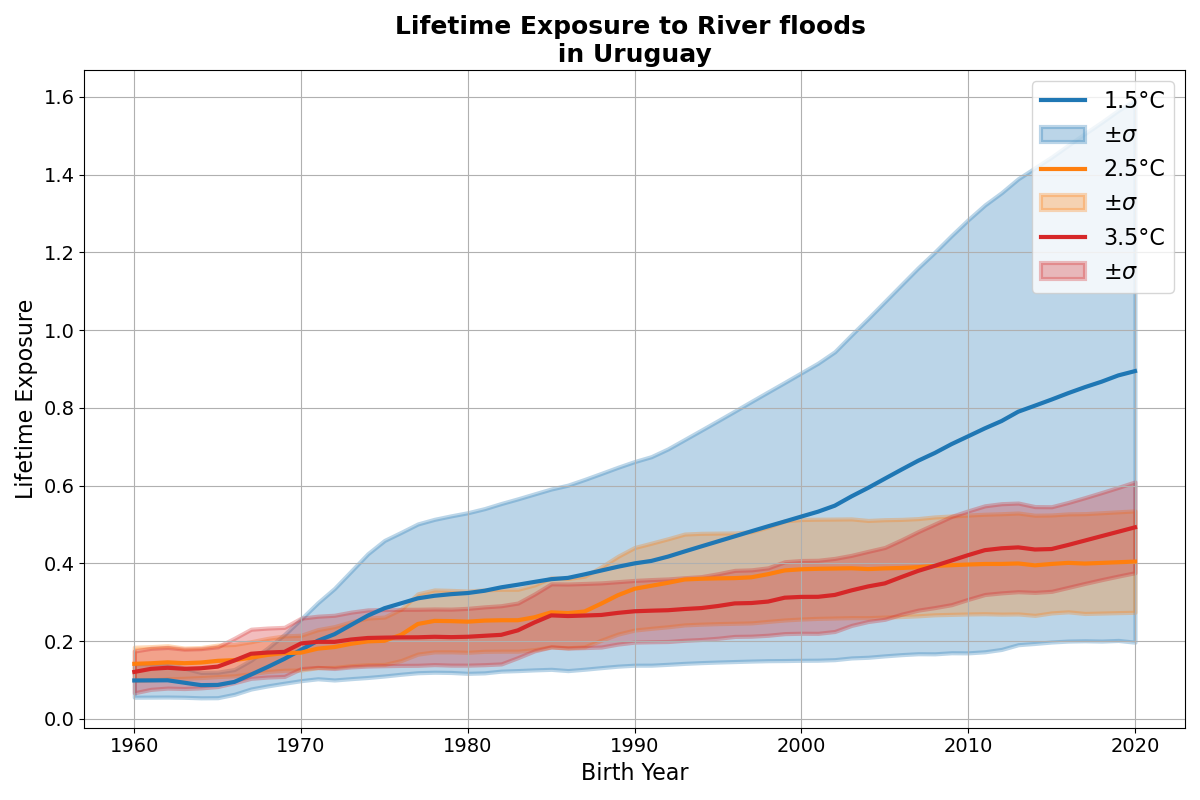 Lifetime Exposure to River floods
in Uruguay
1.5°C
±σ
2.5°C
±σ
3.5°C
±σ
Lifetime Exposure
1.6
1.4
1.2
1.0
0.8
0.6
0.4
0.2
0.0
1960 1970 1980 1990 2000 2010 2020
Birth Year